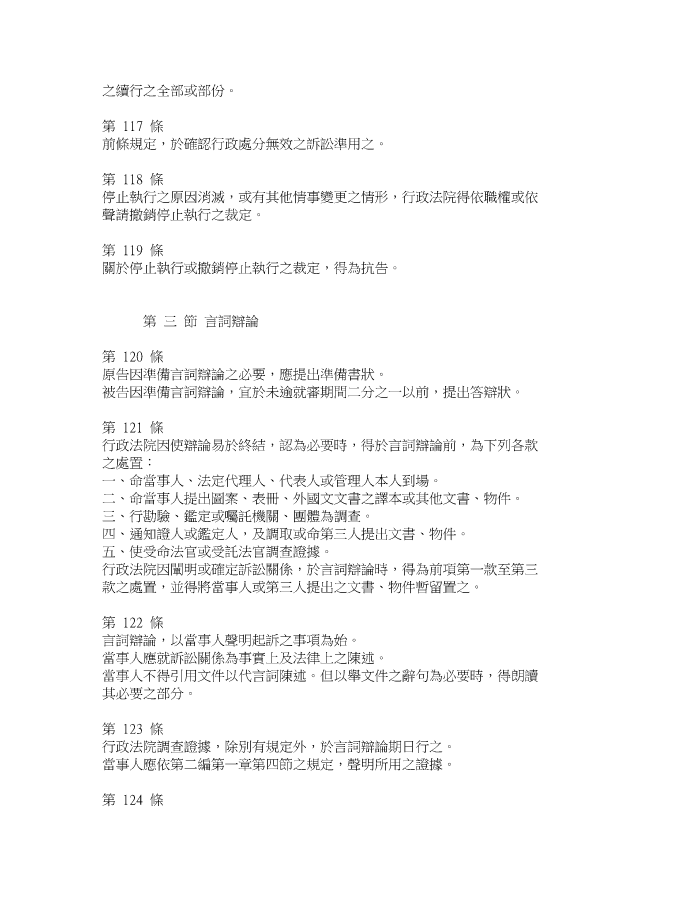 之續行之全部或部份。
第 117 條
前條規定，於確認行政處分無效之訴訟準用之。
第 118 條
停止執行之原因消滅，或有其他情事變更之情形，行政法院得依職權或依
聲請撤銷停止執行之裁定。
第 119 條
關於停止執行或撤銷停止執行之裁定，得為抗告。
第 三 節 言詞辯論
第 120 條
原告因準備言詞辯論之必要，應提出準備書狀。
被告因準備言詞辯論，宜於未逾就審期間二分之一以前，提出答辯狀。
第 121 條
行政法院因使辯論易於終結，認為必要時，得於言詞辯論前，為下列各款
之處置：
一、命當事人、法定代理人、代表人或管理人本人到場。
二、命當事人提出圖案、表冊、外國文文書之譯本或其他文書、物件。
三、行勘驗、鑑定或囑託機關、團體為調查。
四、通知證人或鑑定人，及調取或命第三人提出文書、物件。
五、使受命法官或受託法官調查證據。
行政法院因闡明或確定訴訟關係，於言詞辯論時，得為前項第一款至第三
款之處置，並得將當事人或第三人提出之文書、物件暫留置之。
第 122 條
言詞辯論，以當事人聲明起訴之事項為始。
當事人應就訴訟關係為事實上及法律上之陳述。
當事人不得引用文件以代言詞陳述。但以舉文件之辭句為必要時，得朗讀
其必要之部分。
第 123 條
行政法院調查證據，除別有規定外，於言詞辯論期日行之。
當事人應依第二編第一章第四節之規定，聲明所用之證據。
第 124 條